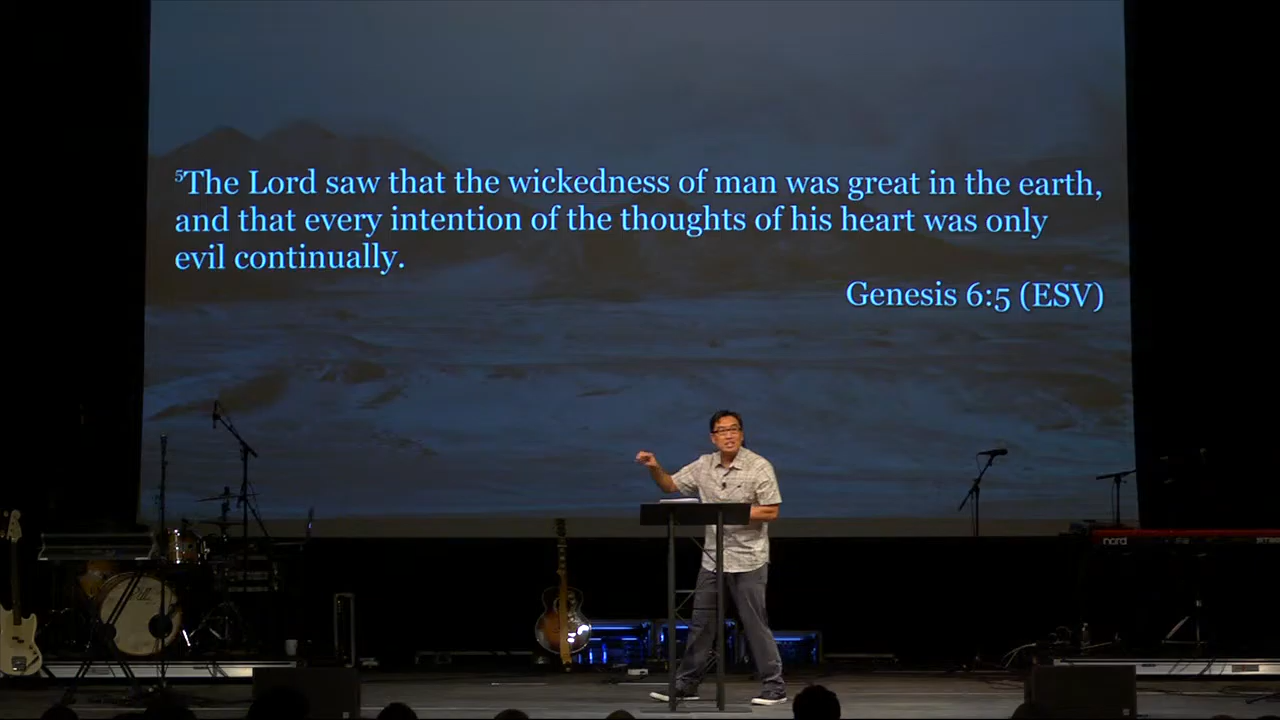 ⁵The Lord saw that the wickedness of man was great in the earth,
and that every intention of the thoughts of his heart was only
evil continually.
Genesis 6:5 (ESV)
nord